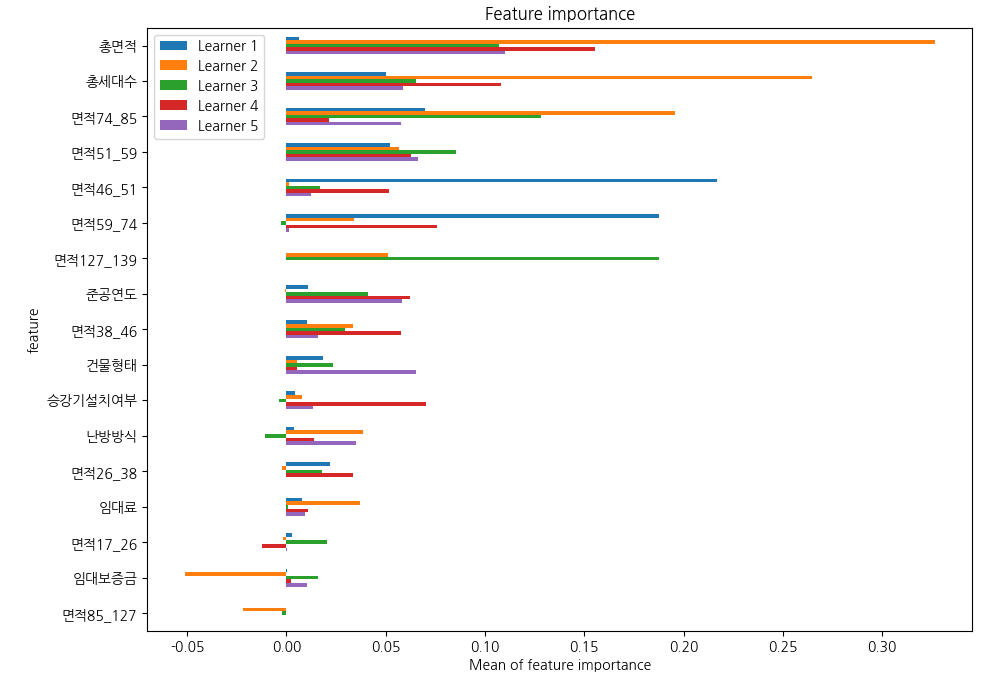 Feature importance
Learner 1
Learner 2
Learner 3
Learner 4
Learner 5
총면적
총세대수
면적74_85
면적51_59
면적46_51
면적59_74
면적127_139
준공연도
면적38_46
건물형태
승강기설치여부
난방방식
면적26_38
임대료
면적17_26
임대보증금
면적85_127
feature
-0.05 0.00 0.05 0.10 0.15 0.20 0.25 0.30
Mean of feature importance